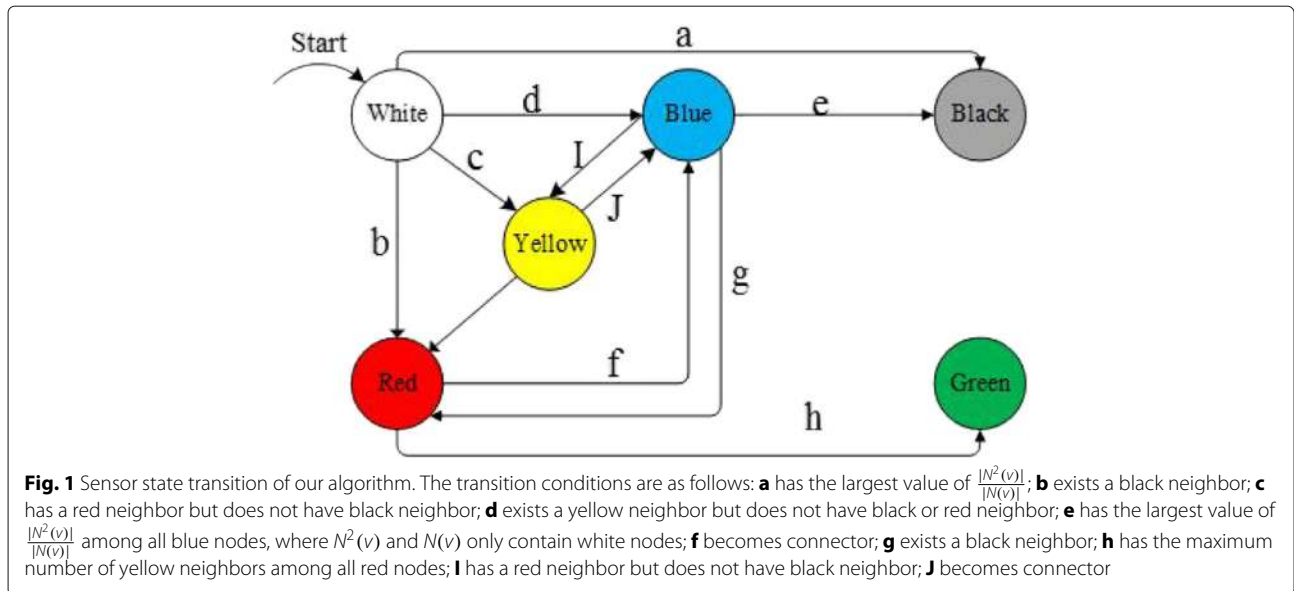 Start
a
White
d
Blue
e
Black
c
I
J
b
Yellow
g
Red
f
Green
h
Fig. 1 Sensor state transition of our algorithm. The transition conditions are as follows: a has the largest value of |N²(v)|/|N(v)|; b exists a black neighbor; c
has a red neighbor but does not have black neighbor; d exists a yellow neighbor but does not have black or red neighbor; e has the largest value of
|N²(v)|/|N(v)| among all blue nodes, where N²(v) and N(v) only contain white nodes; f becomes connector; g exists a black neighbor; h has the maximum
number of yellow neighbors among all red nodes; I has a red neighbor but does not have black neighbor; J becomes connector